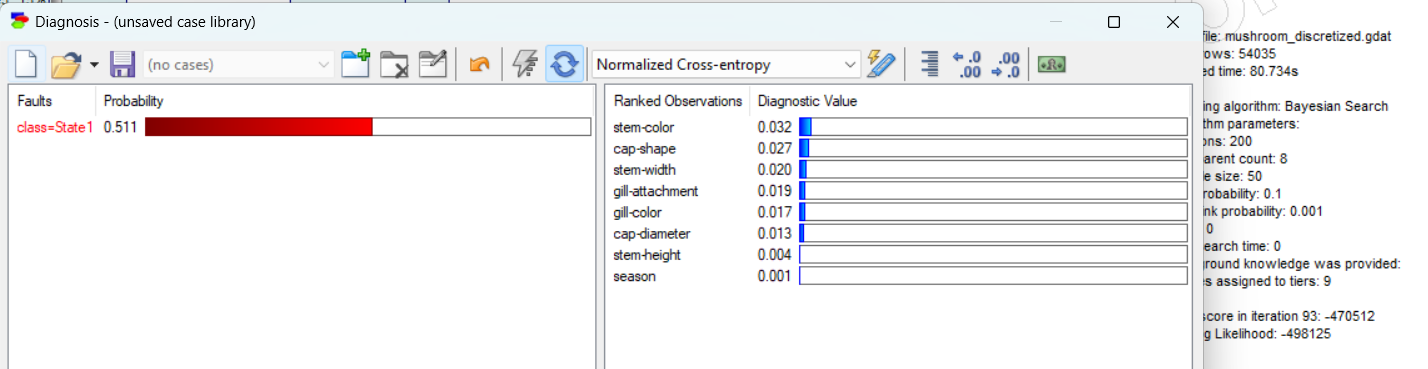 Diagnosis - (unsaved case library)
(no cases)
Normalized Cross-entropy
← .0
.00
.00
→ .0
Faults Probability
class=State1 0.511
Ranked Observations Diagnostic Value
stem-color 0.032
cap-shape 0.027
stem-width 0.020
gill-attachment 0.019
gill-color 0.017
cap-diameter 0.013
stem-height 0.004
season 0.001
file: mushroom_discretized.gdat
ows: 54035
ed time: 80.734s
ing algorithm: Bayesian Search
thm parameters:
ons: 200
arent count: 8
e size: 50
robability: 0.1
nk probability: 0.001
0
earch time: 0
ground knowledge was provided:
es assigned to tiers: 9
score in iteration 93: -470512
g Likelihood: -498125